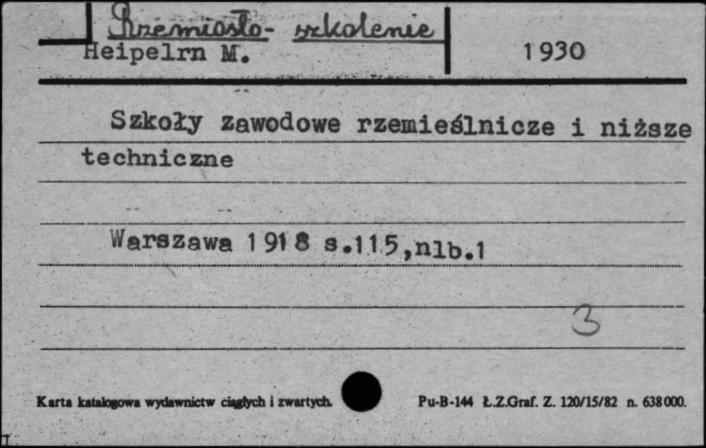 Rzemiosło- szkolenie
Heipelrn M.
1930
Szkoły zawodowe rzemieślnicze i niższe
techniczne
Warszawa 1918 s.115,nlb.1
3
Karta katalogowa wydawnictw ciągłych i zwartych.
Pu-B-144 Ł.Z.Graf. Z. 120/15/82 n. 638000.